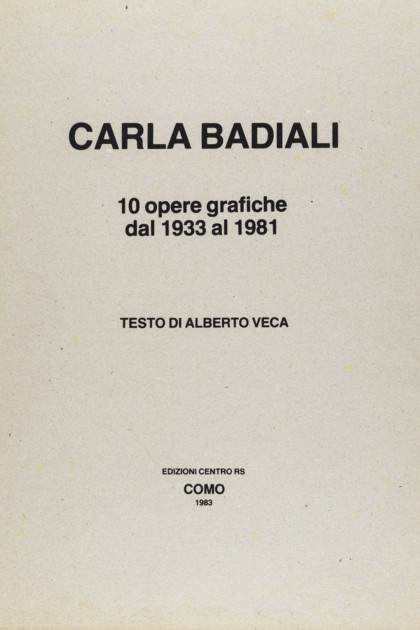 CARLA BADIALI
10 opere grafiche
dal 1933 al 1981
TESTO DI ALBERTO VECA
EDIZIONI CENTRO RS
COMO
1983